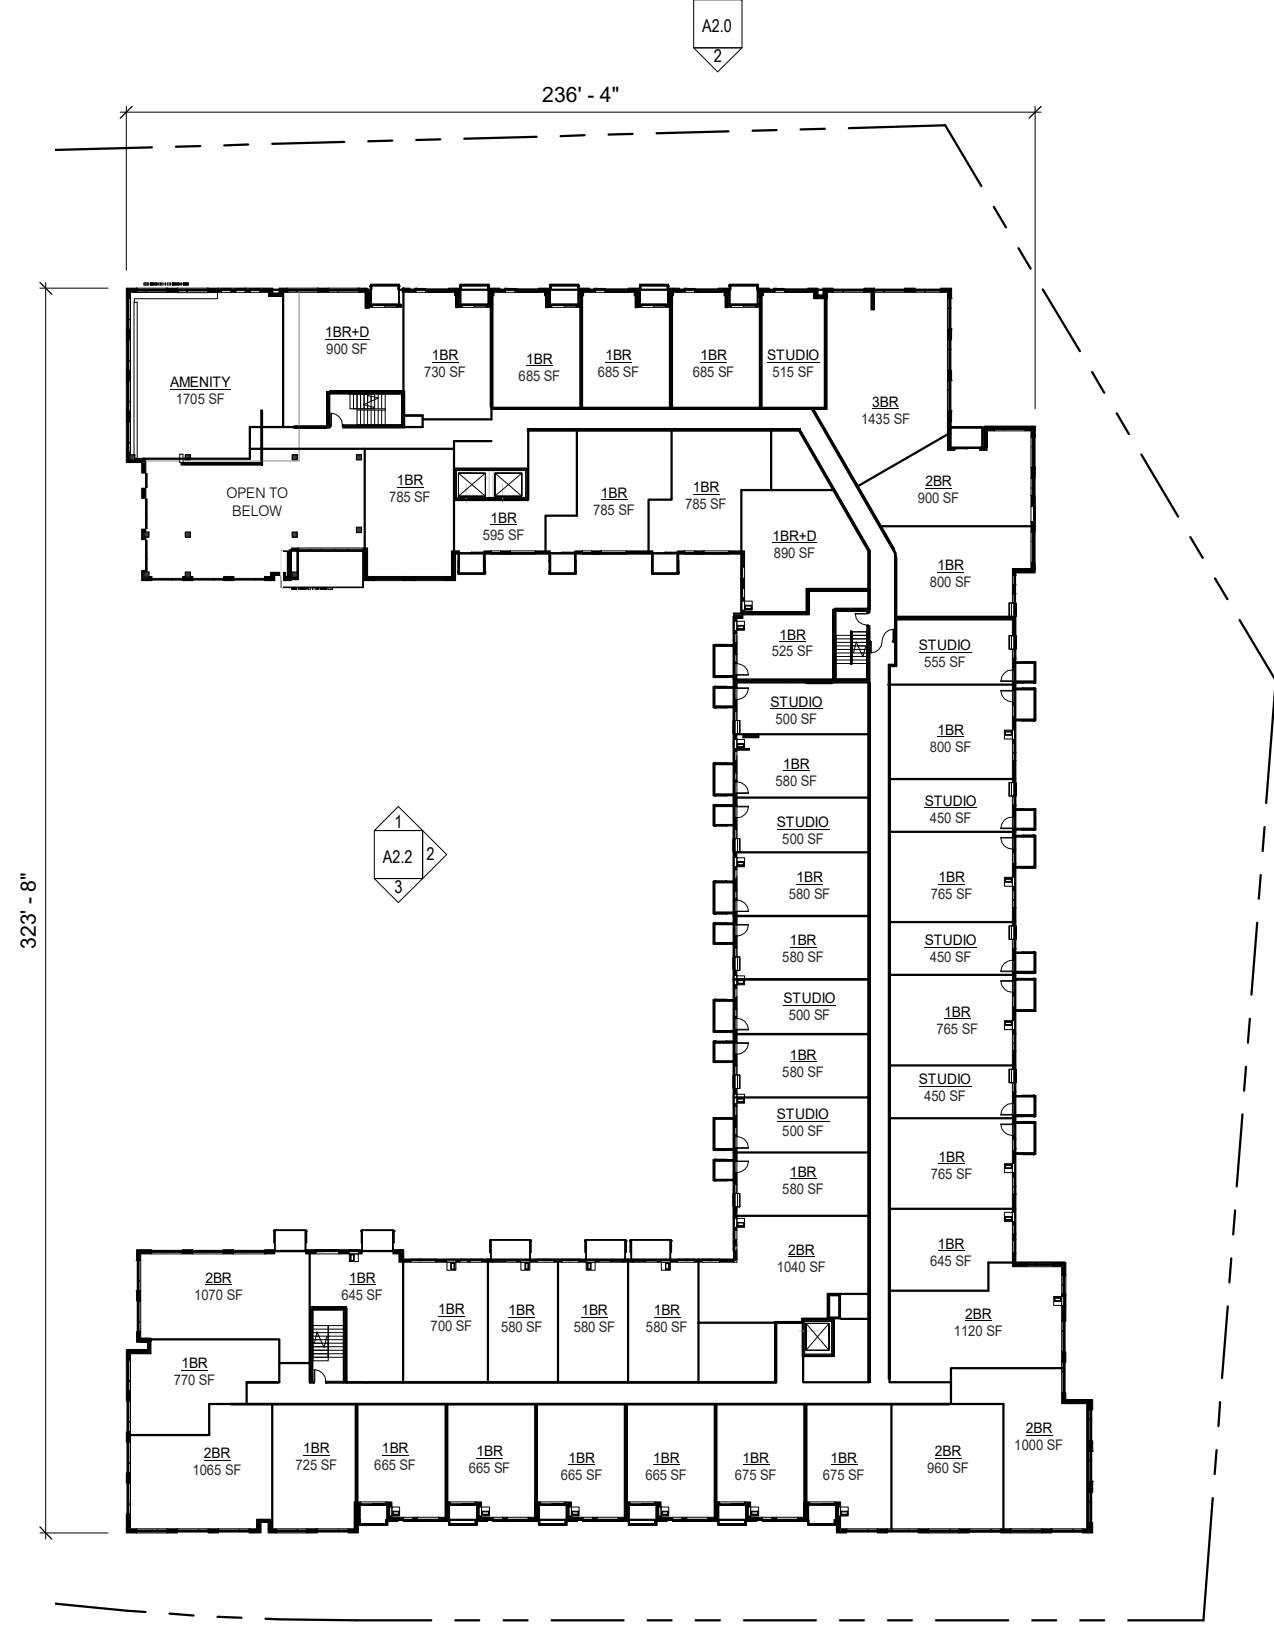 A2.0
2
236' - 4"
323' - 8"
AMENITY
1705 SF
1BR+D
900 SF
1BR
730 SF
1BR
685 SF
1BR
685 SF
1BR
685 SF
STUDIO
515 SF
3BR
1435 SF
2BR
900 SF
OPEN TO
BELOW
1BR
785 SF
1BR
595 SF
1BR
785 SF
1BR
785 SF
1BR+D
890 SF
1BR
800 SF
1BR
525 SF
STUDIO
555 SF
STUDIO
500 SF
1BR
800 SF
1BR
580 SF
STUDIO
450 SF
STUDIO
500 SF
1
A2.2
2
3
1BR
580 SF
1BR
765 SF
1BR
580 SF
STUDIO
450 SF
STUDIO
500 SF
1BR
765 SF
1BR
580 SF
STUDIO
450 SF
STUDIO
500 SF
1BR
765 SF
1BR
580 SF
2BR
1040 SF
1BR
645 SF
2BR
1070 SF
1BR
645 SF
1BR
700 SF
1BR
580 SF
1BR
580 SF
1BR
580 SF
2BR
1120 SF
1BR
770 SF
2BR
1065 SF
1BR
725 SF
1BR
665 SF
1BR
665 SF
1BR
665 SF
1BR
665 SF
1BR
675 SF
1BR
675 SF
2BR
960 SF
2BR
1000 SF